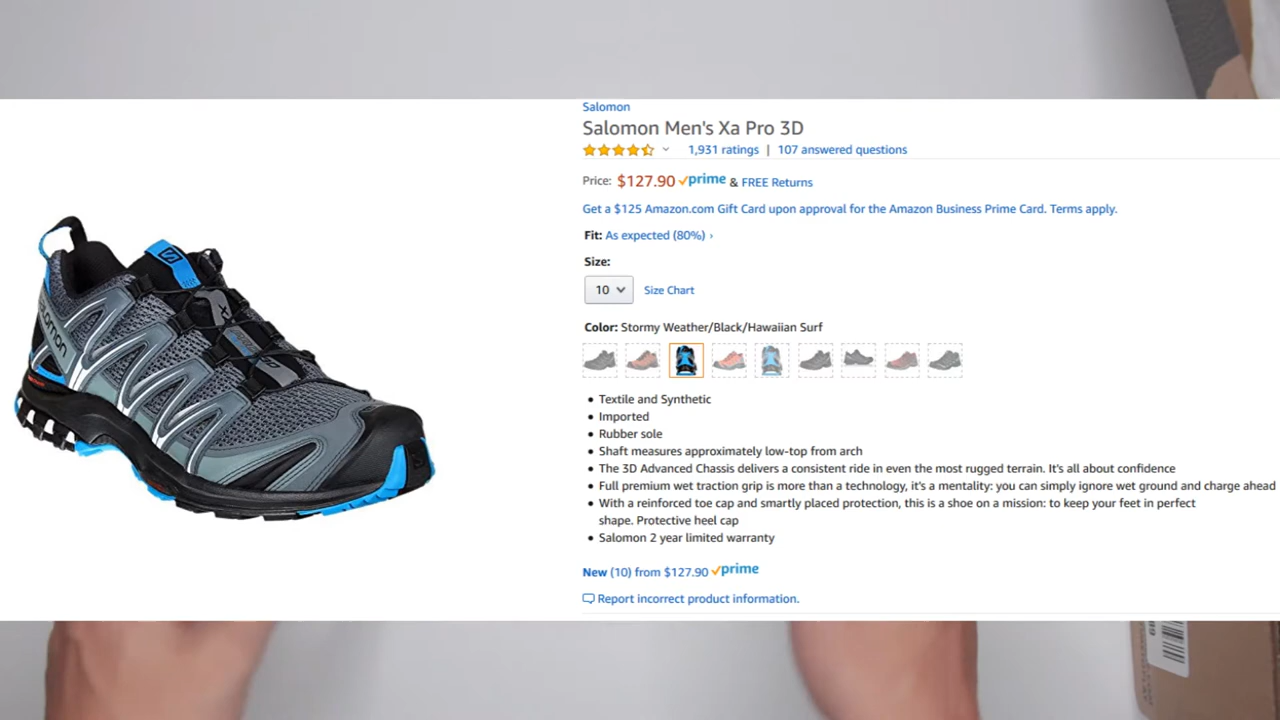 Salomon
Salomon Men's Xa Pro 3D
1,931 ratings | 107 answered questions
Price: $127.90 prime & FREE Returns
Get a $125 Amazon.com Gift Card upon approval for the Amazon Business Prime Card. Terms apply.
Fit: As expected (80%) ›
Size:
10 Size Chart
Color: Stormy Weather/Black/Hawaiian Surf
• Textile and Synthetic
• Imported
• Rubber sole
• Shaft measures approximately low-top from arch
• The 3D Advanced Chassis delivers a consistent ride in even the most rugged terrain. It's all about confidence
• Full premium wet traction grip is more than a technology, it's a mentality: you can simply ignore wet ground and charge ahead
• With a reinforced toe cap and smartly placed protection, this is a shoe on a mission: to keep your feet in perfect
shape. Protective heel cap
• Salomon 2 year limited warranty
New (10) from $127.90 prime
Report incorrect product information.
salomon